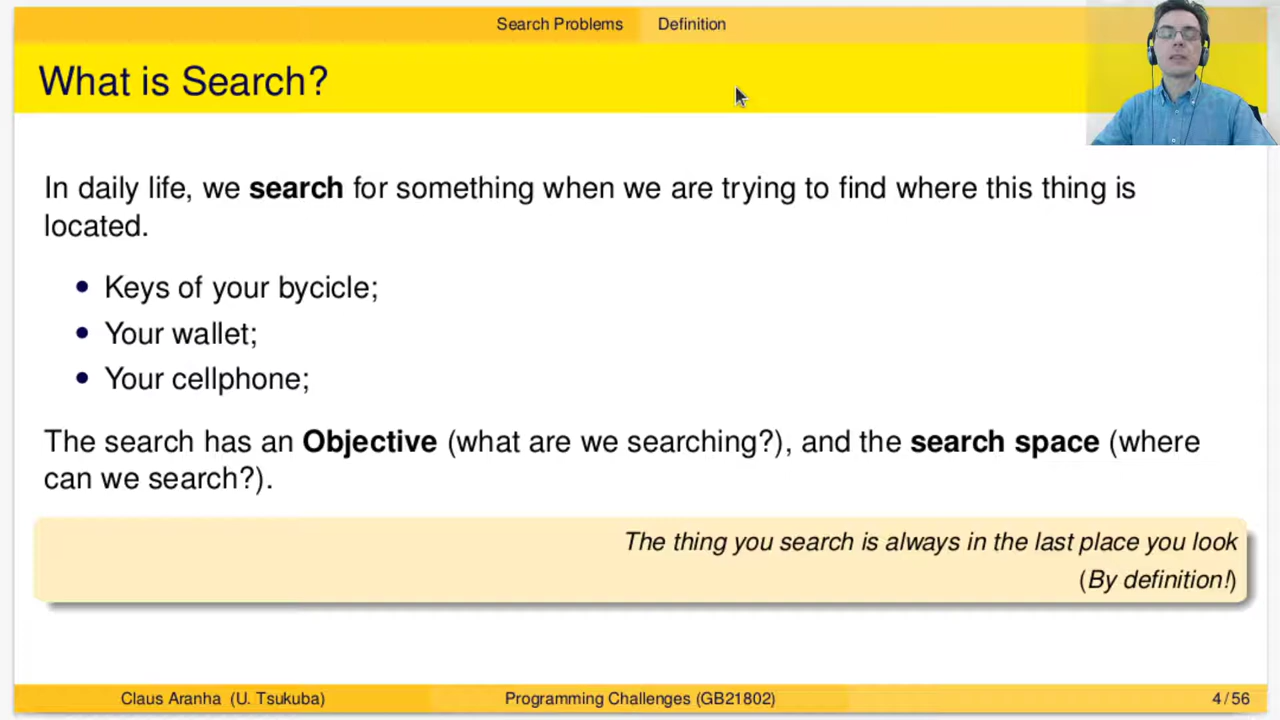 Search Problems Definition
What is Search?
In daily life, we search for something when we are trying to find where this thing is
located.
• Keys of your bycicle;
• Your wallet;
• Your cellphone;
The search has an Objective (what are we searching?), and the search space (where
can we search?).
The thing you search is always in the last place you look
(By definition!)
Claus Aranha (U. Tsukuba) Programming Challenges (GB21802) 4 / 56